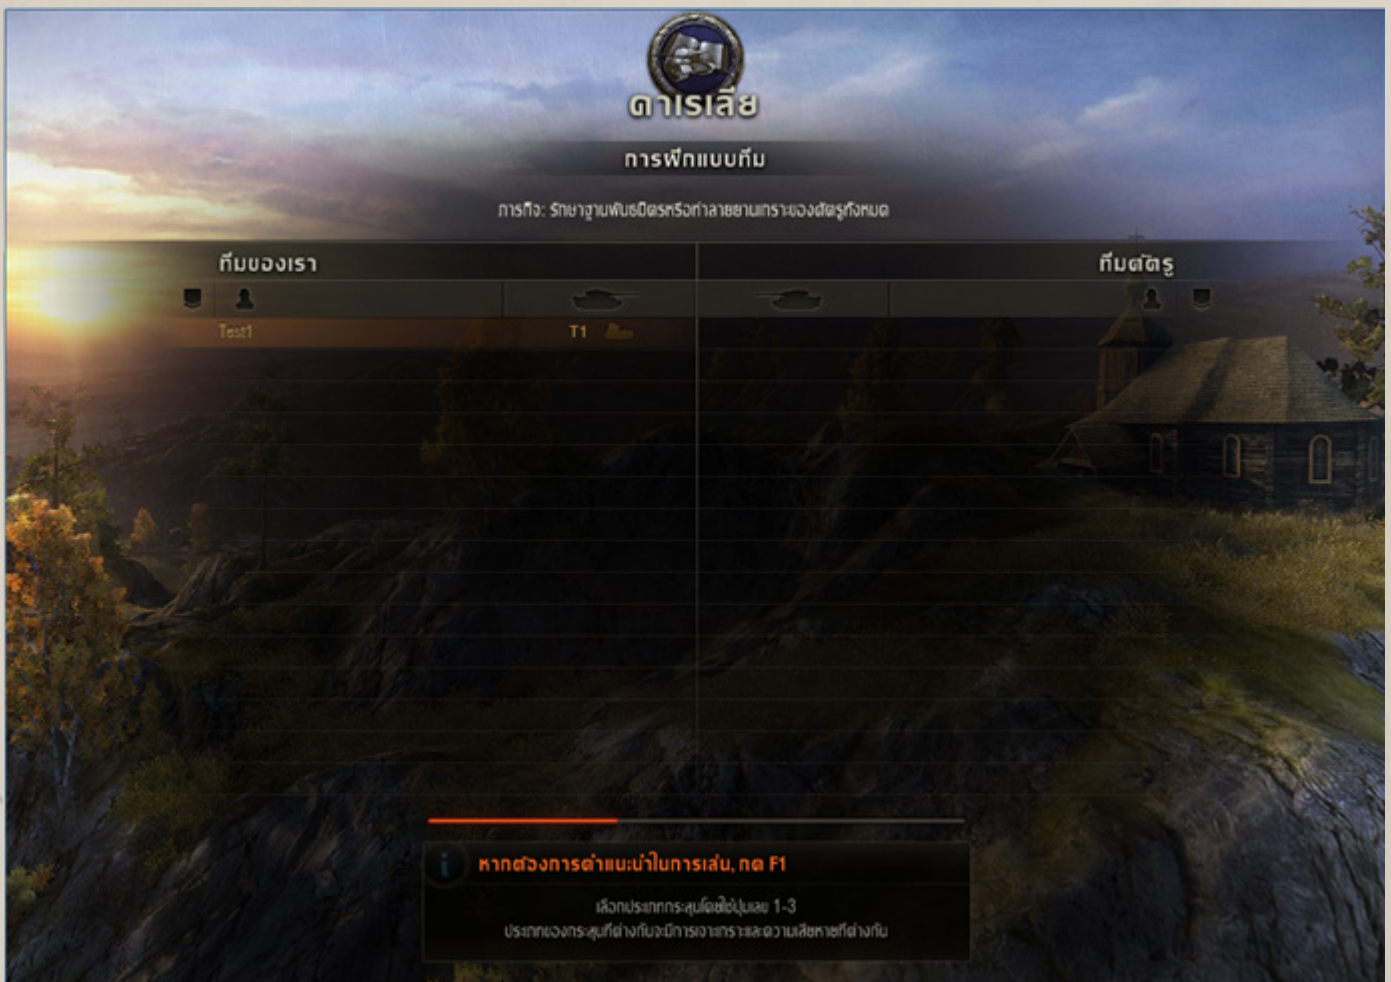 คาเรเลีย
การฝึกแบบทีม
ภารกิจ: รักษาฐานพันธมิตรหรือทำลายยานเกราะของศัตรูทั้งหมด
ทีมของเรา
ทีมศัตรู
Test1
T1
หากต้องการคำแนะนำในการเล่น, กด F1
เลือกประเภทกระสุนโดยใช้ปุ่มเลข 1-3
ประเภทของกระสุนที่ต่างกันจะมีการเจาะเกราะและความเสียหายที่ต่างกัน